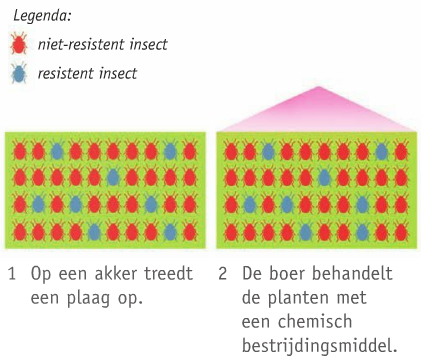 Legenda:
niet-resistent insect
resistent insect
1 Op een akker treedt
een plaag op.
2 De boer behandelt
de planten met
een chemisch
bestrijdingsmiddel.